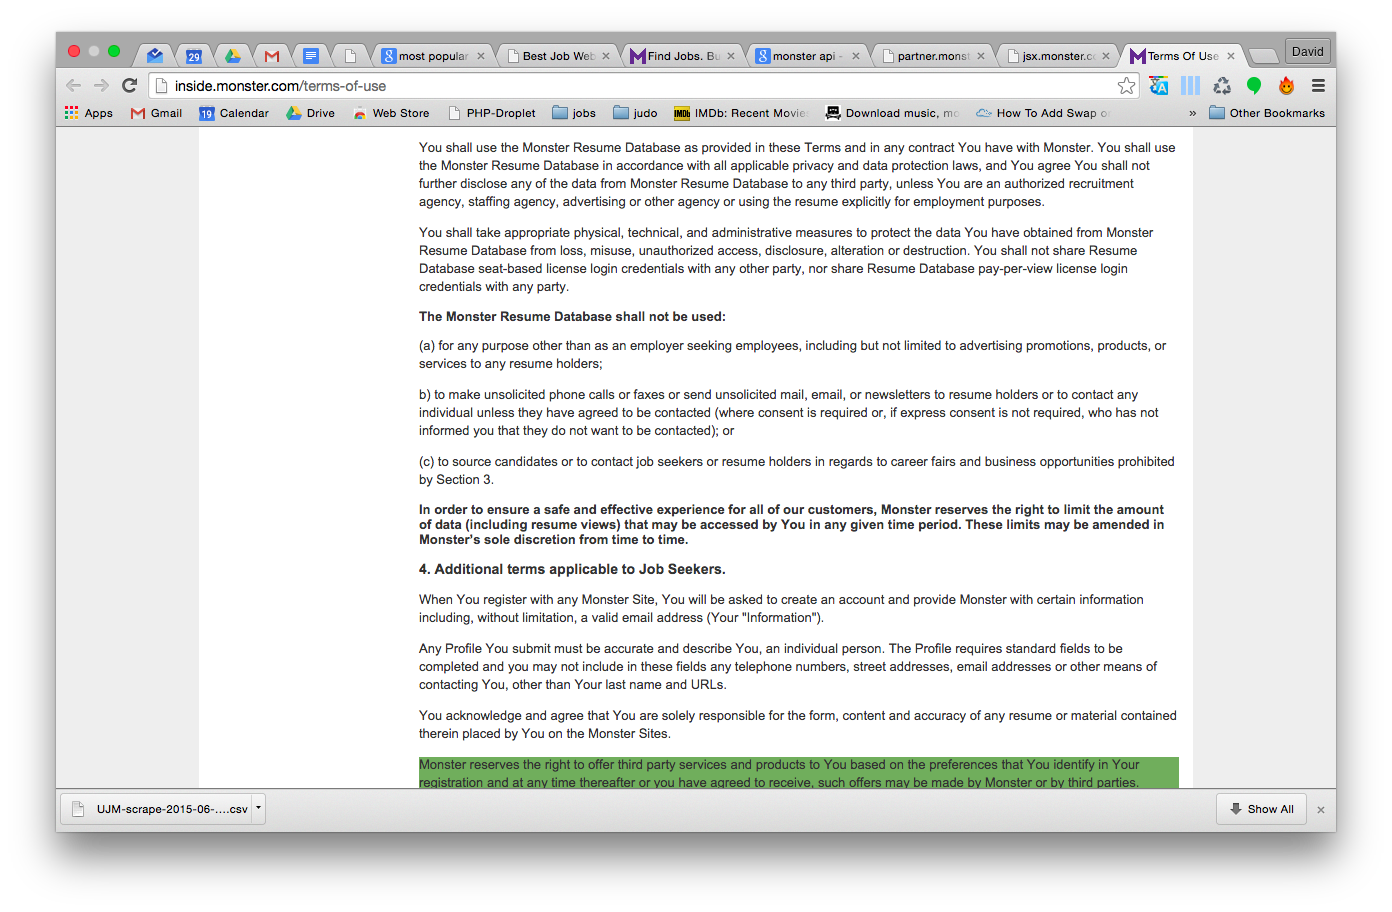 29
most popular
Best Job Web
Find Jobs. Bu
monster api -
partner.monst
jsx.monster.co
Terms Of Use
David
inside.monster.com/terms-of-use
Apps
Gmail
19 Calendar
Drive
Web Store
PHP-Droplet
jobs
judo
IMDb IMDb: Recent Movie
Download music, mo
How To Add Swap o
»
Other Bookmarks
You shall use the Monster Resume Database as provided in these Terms and in any contract You have with Monster. You shall use
the Monster Resume Database in accordance with all applicable privacy and data protection laws, and You agree You shall not
further disclose any of the data from Monster Resume Database to any third party, unless You are an authorized recruitment
agency, staffing agency, advertising or other agency or using the resume explicitly for employment purposes.
You shall take appropriate physical, technical, and administrative measures to protect the data You have obtained from Monster
Resume Database from loss, misuse, unauthorized access, disclosure, alteration or destruction. You shall not share Resume
Database seat-based license login credentials with any other party, nor share Resume Database pay-per-view license login
credentials with any party.
The Monster Resume Database shall not be used:
(a) for any purpose other than as an employer seeking employees, including but not limited to advertising promotions, products, or
services to any resume holders;
b) to make unsolicited phone calls or faxes or send unsolicited mail, email, or newsletters to resume holders or to contact any
individual unless they have agreed to be contacted (where consent is required or, if express consent is not required, who has not
informed you that they do not want to be contacted); or
(c) to source candidates or to contact job seekers or resume holders in regards to career fairs and business opportunities prohibited
by Section 3.
In order to ensure a safe and effective experience for all of our customers, Monster reserves the right to limit the amount
of data (including resume views) that may be accessed by You in any given time period. These limits may be amended in
Monster's sole discretion from time to time.
4. Additional terms applicable to Job Seekers.
When You register with any Monster Site, You will be asked to create an account and provide Monster with certain information
including, without limitation, a valid email address (Your "Information").
Any Profile You submit must be accurate and describe You, an individual person. The Profile requires standard fields to be
completed and you may not include in these fields any telephone numbers, street addresses, email addresses or other means of
contacting You, other than Your last name and URLs.
You acknowledge and agree that You are solely responsible for the form, content and accuracy of any resume or material contained
therein placed by You on the Monster Sites.
Monster reserves the right to offer third party services and products to You based on the preferences that You identify in Your
registration and at any time thereafter or you have agreed to receive, such offers may be made by Monster or by third parties.
UJM-scrape-2015-06-....csv
Show All